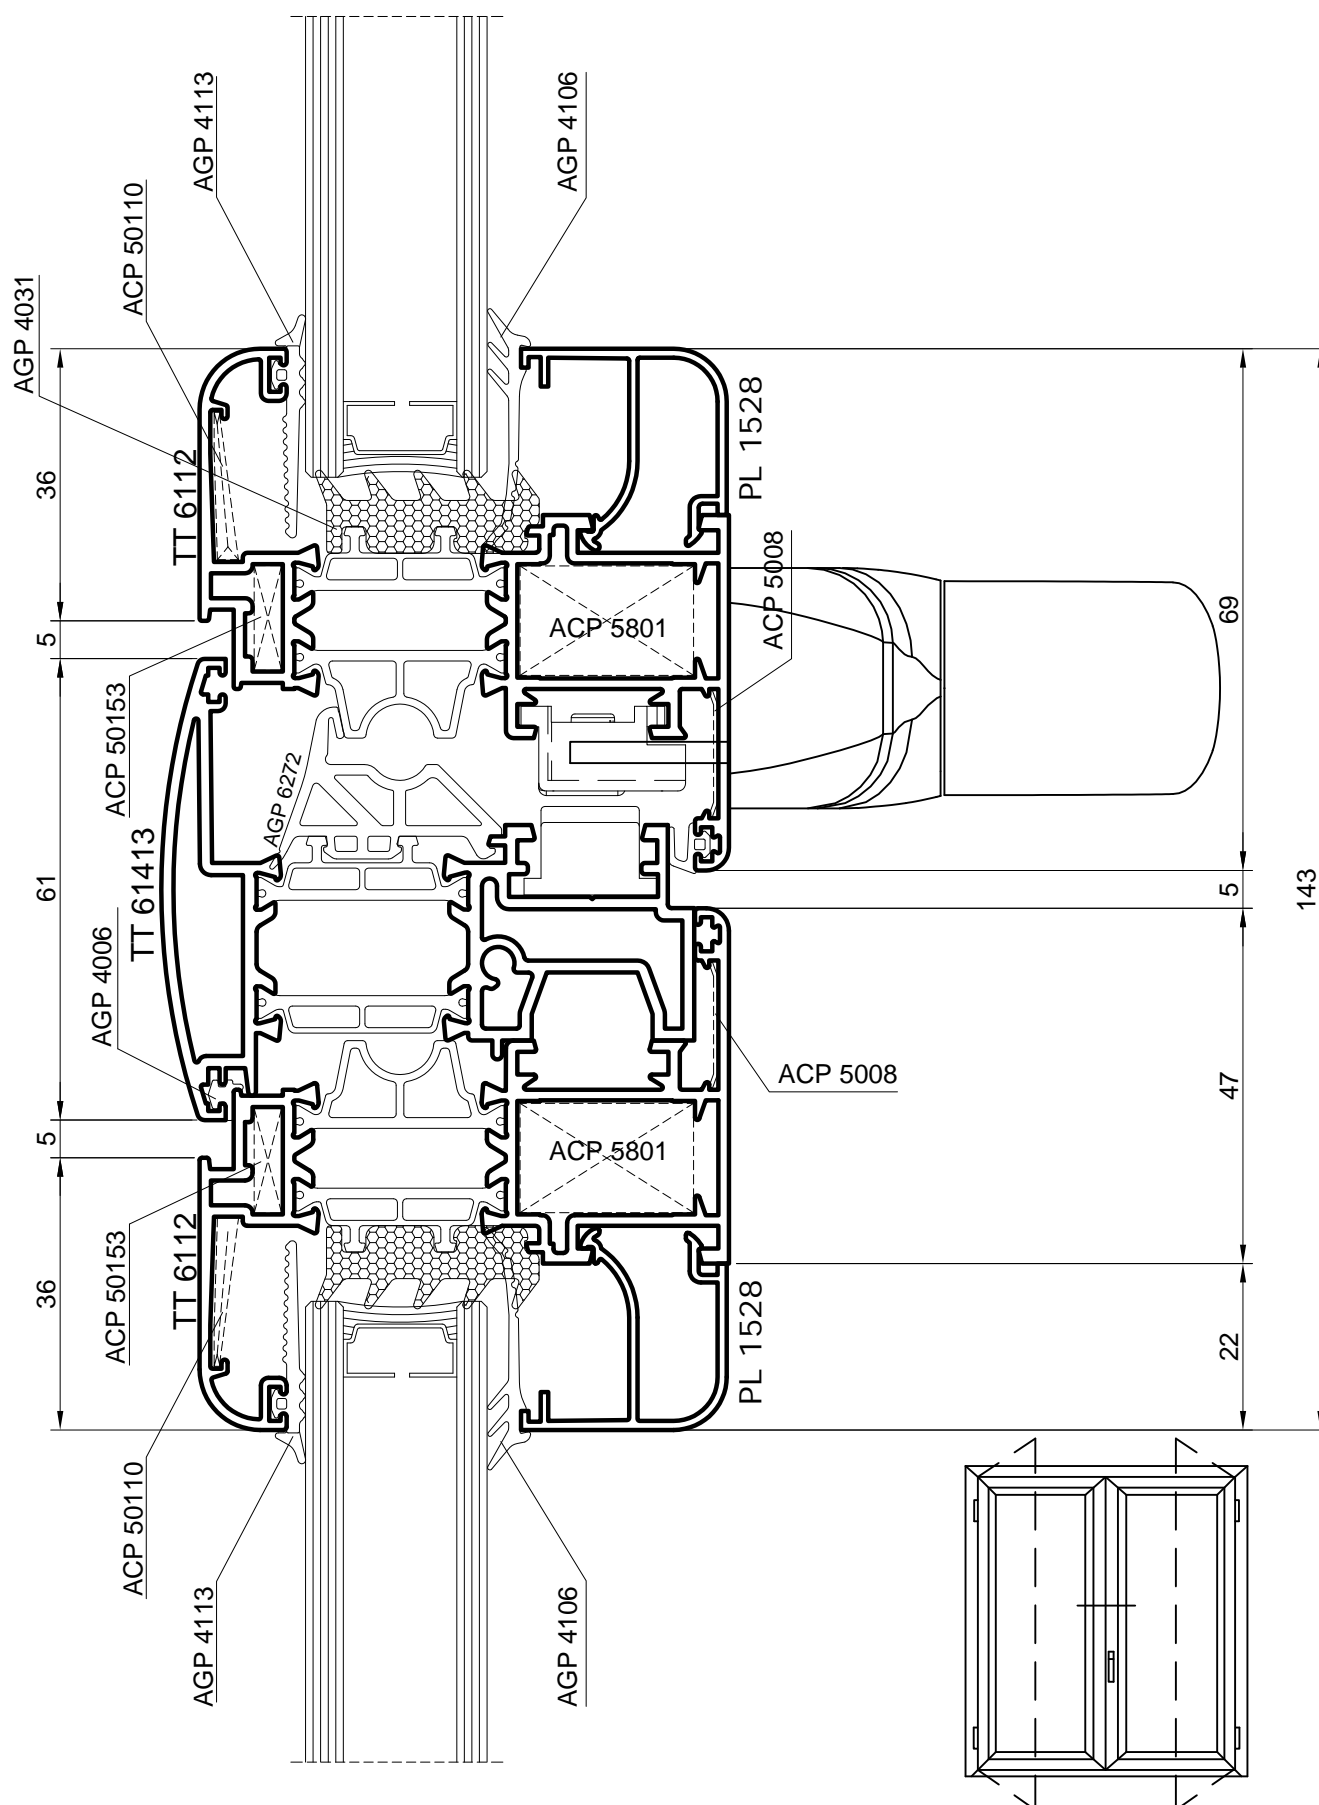 AGP 4113
AGP 4106
ACP 50110
AGP 4031
36
TT 6112
PL 1528
ACP 5008
5
ACP 5801
69
ACP 50153
AGP 6272
TT 61413
61
5
143
AGP 4006
ACP 5008
47
5
ACP 5801
ACP 50153
TT 6112
36
PL 1528
22
ACP 50110
AGP 4113
AGP 4106